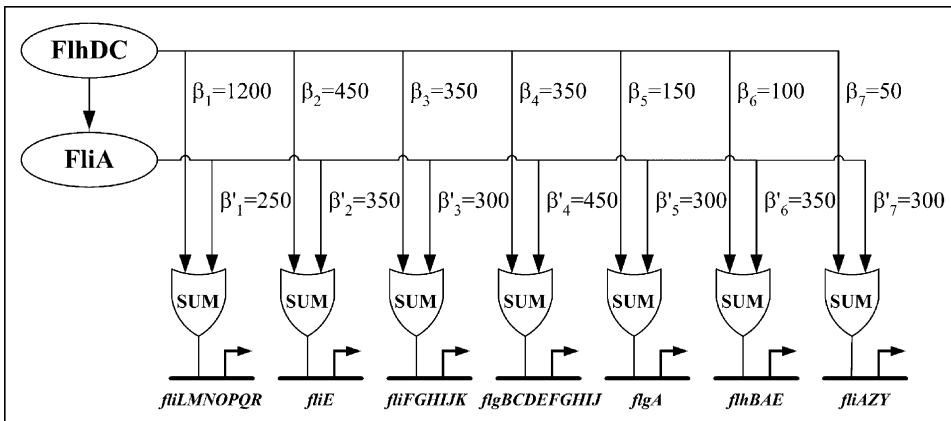 FlhDC
β₁=1200 β₂=450 β₃=350 β₄=350 β₅=150 β₆=100 β₇=50
FliA
β'₁=250 β'₂=350 β'₃=300 β'₄=450 β'₅=300 β'₆=350 β'₇=300
SUM SUM SUM SUM SUM SUM SUM
fliLMNOPQR fliE fliFGHIJK flgBCDEFGHIJ flgA flhBAE fliAZY